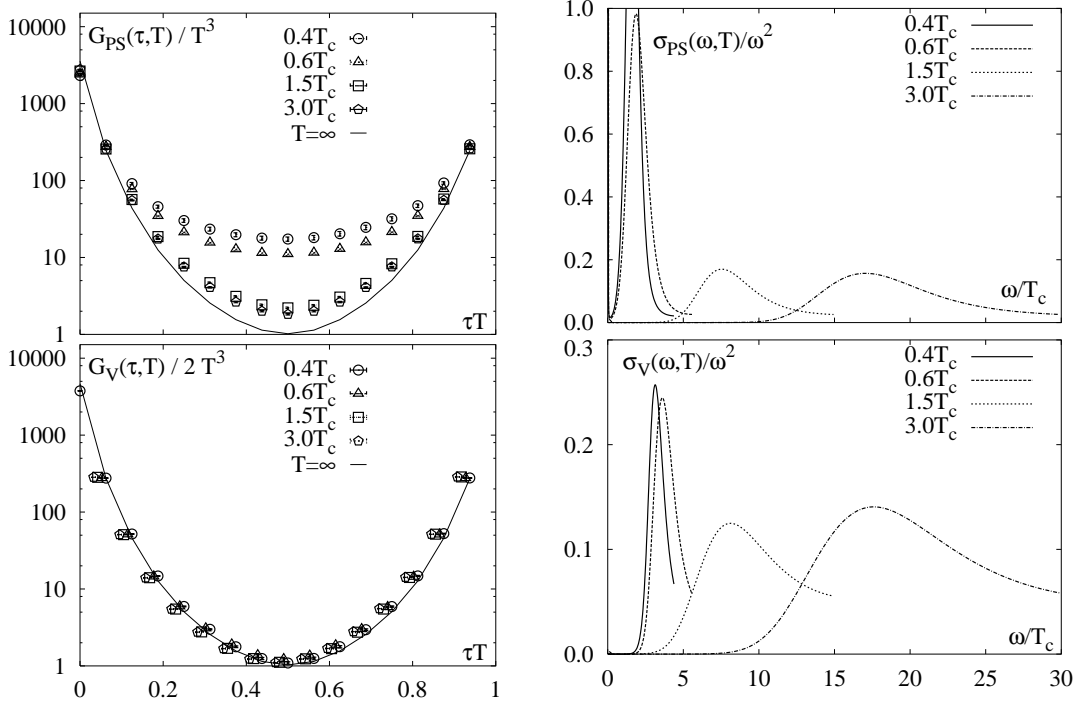 10000
1000
100
10
1
G_PS(τ,T) / T^3
0.4T_c
0.6T_c
1.5T_c
3.0T_c
T=∞
τT
10000
1000
100
10
1
G_V(τ,T) / 2 T^3
0.4T_c
0.6T_c
1.5T_c
3.0T_c
T=∞
τT
0 0.2 0.4 0.6 0.8 1
1.0
0.8
0.6
0.4
0.2
0.0
σ_PS(ω,T)/ω^2
0.4T_c
0.6T_c
1.5T_c
3.0T_c
ω/T_c
0.3
0.2
0.1
0.0
σ_V(ω,T)/ω^2
0.4T_c
0.6T_c
1.5T_c
3.0T_c
ω/T_c
0 5 10 15 20 25 30